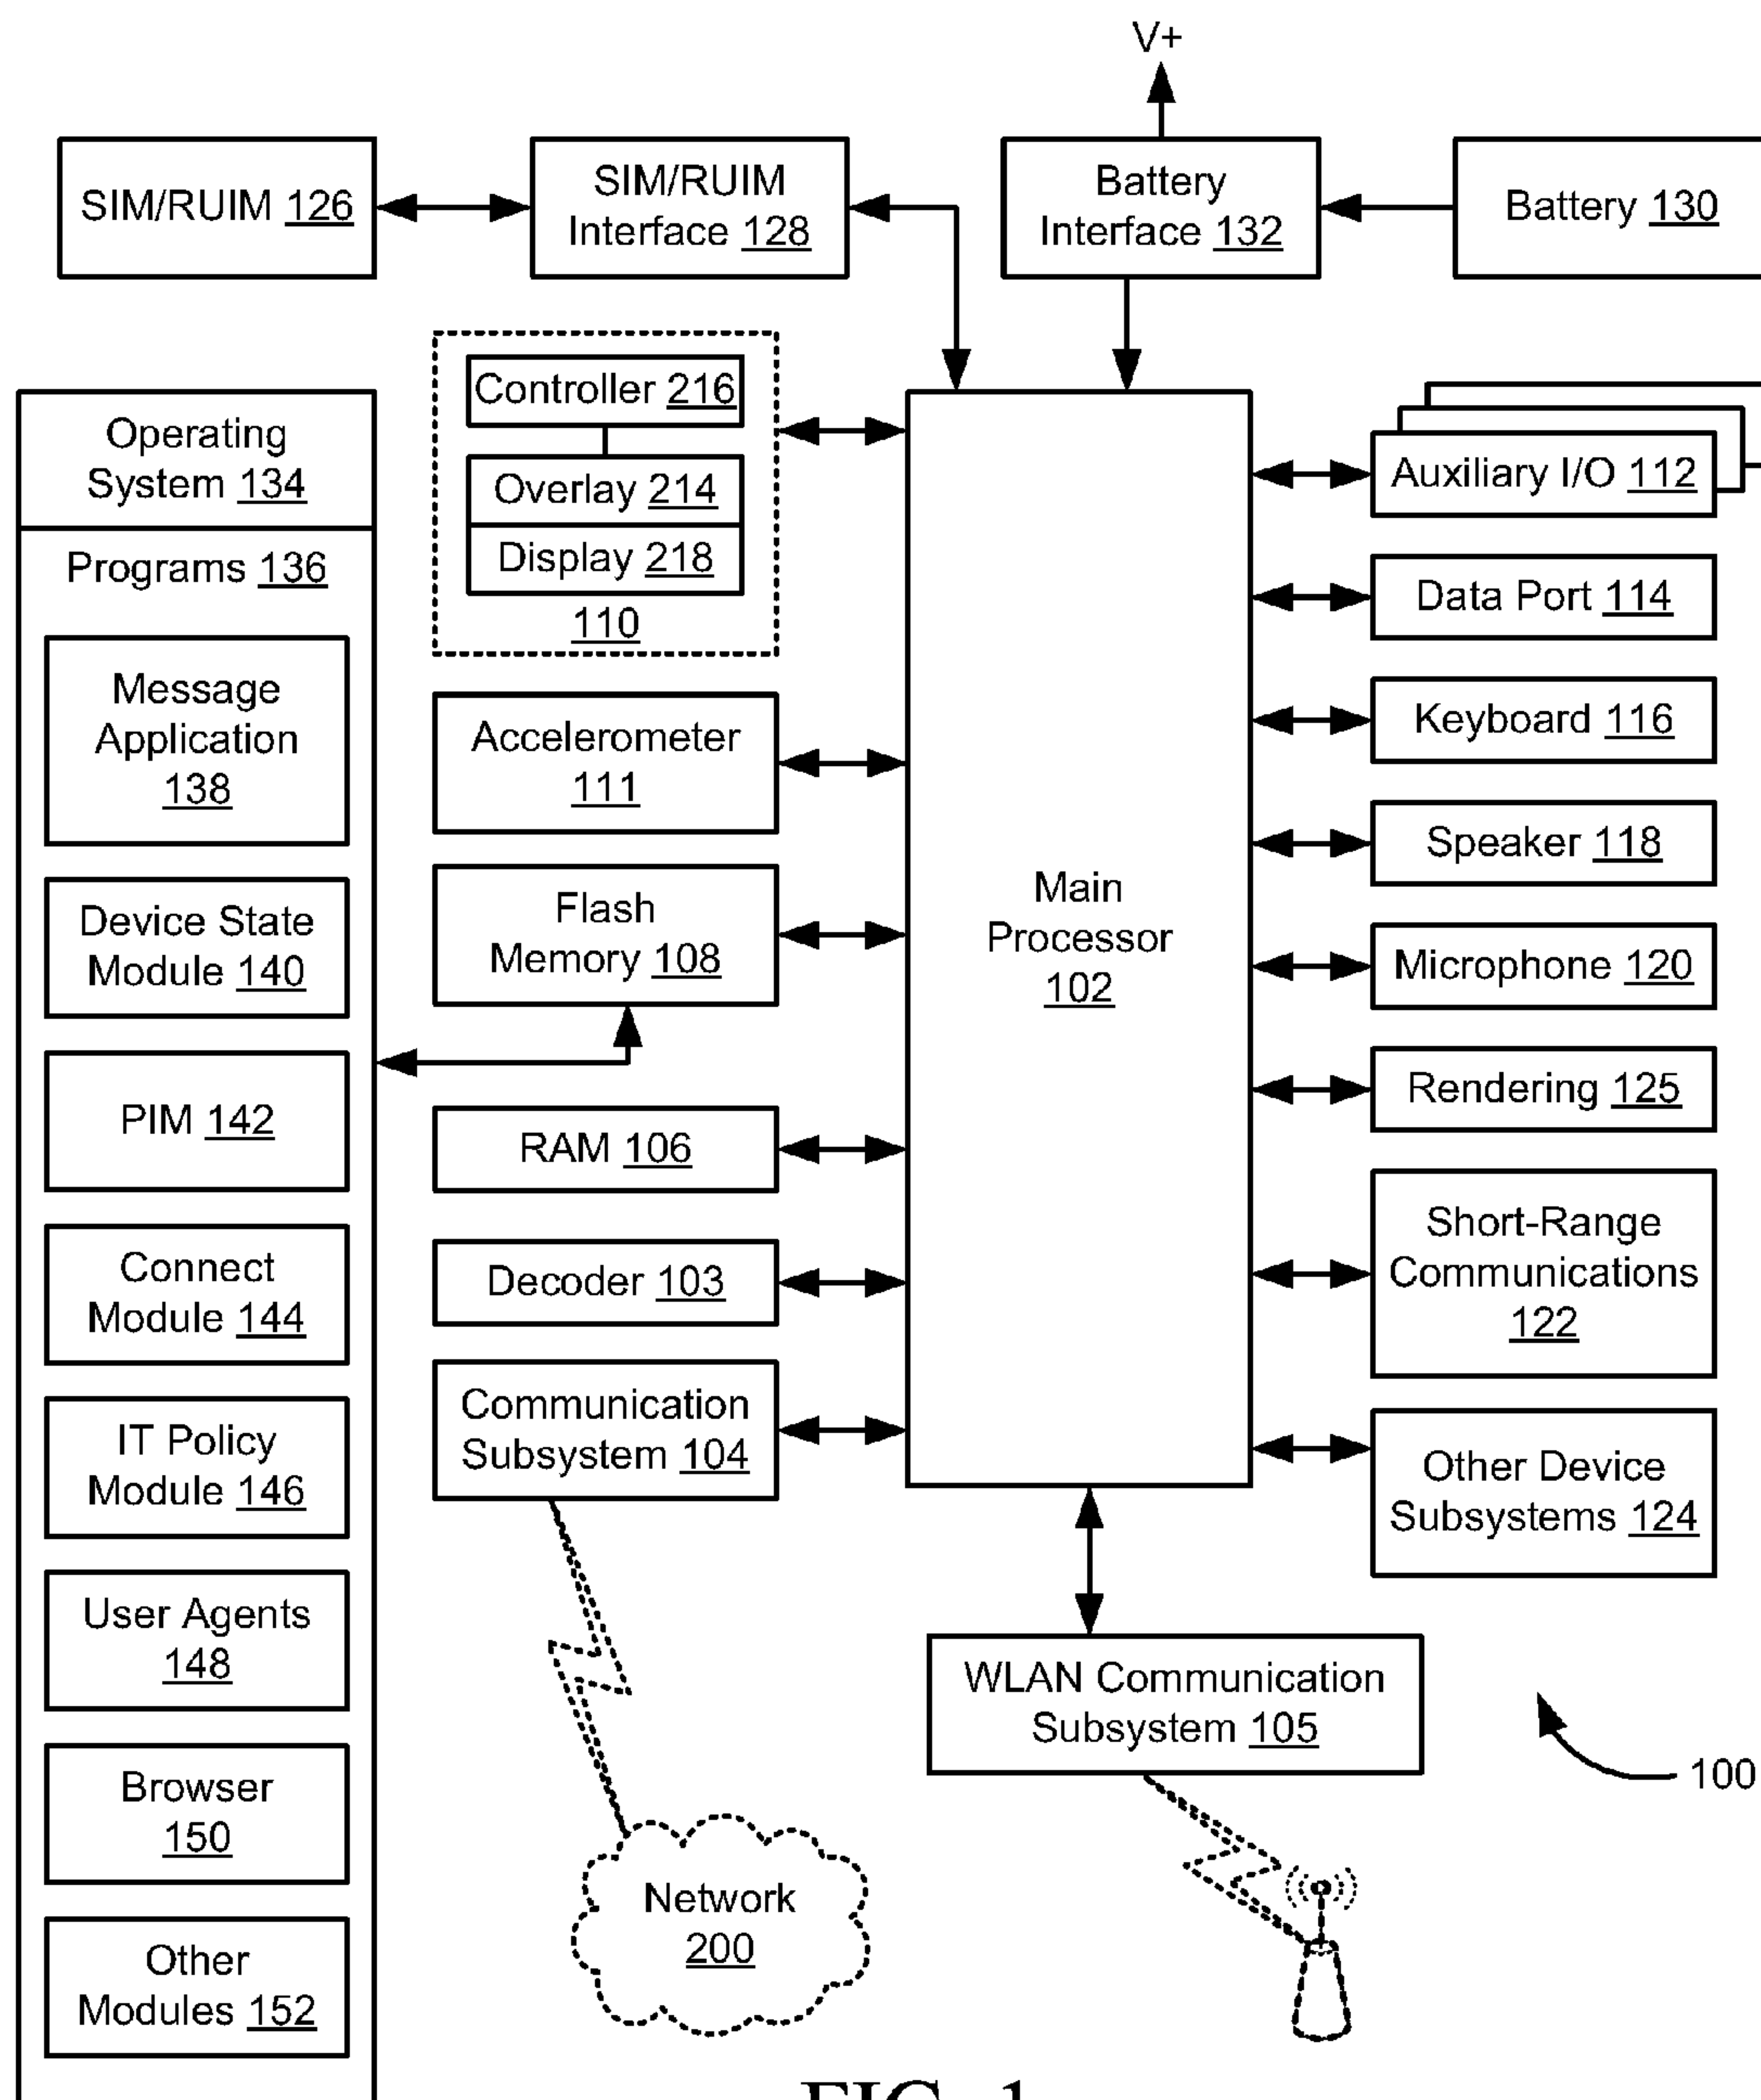 V+
SIM/RUIM 126
SIM/RUIM
Interface 128
Battery
Interface 132
Battery 130
Operating
System 134
Programs 136
Message
Application
138
Device State
Module 140
PIM 142
Connect
Module 144
IT Policy
Module 146
User Agents
148
Browser
150
Other
Modules 152
Controller 216
Overlay 214
Display 218
110
Accelerometer
111
Flash
Memory 108
RAM 106
Decoder 103
Communication
Subsystem 104
Network
200
Main
Processor
102
Auxiliary I/O 112
Data Port 114
Keyboard 116
Speaker 118
Microphone 120
Rendering 125
Short-Range
Communications
122
Other Device
Subsystems 124
WLAN Communication
Subsystem 105
100
FIG. 1